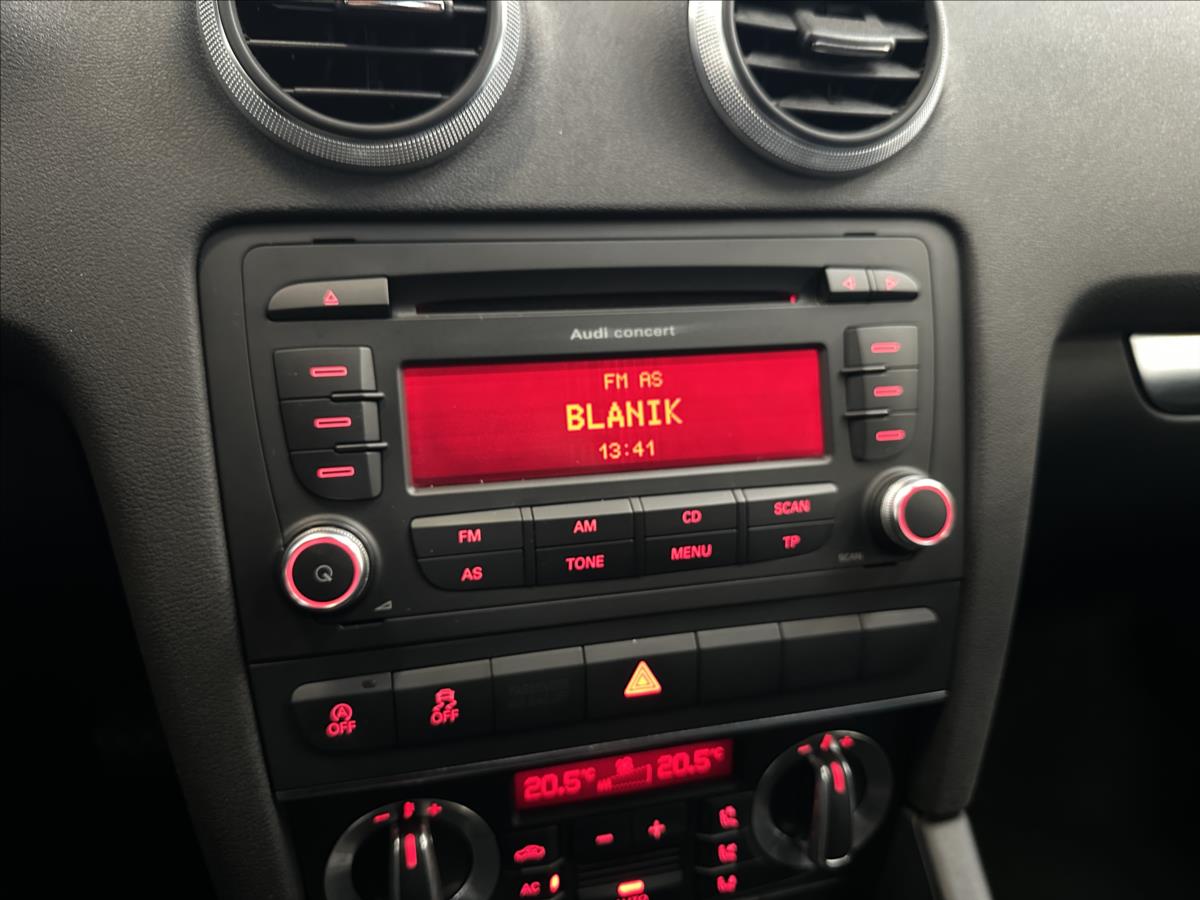 Audi concert
FM AS
BLANIK
13:41
FM
AM
CD
SCAN
AS
TONE
MENU
TP
SCAN
A OFF
OFF
20.5°C
20.5°C
AC
AUTO